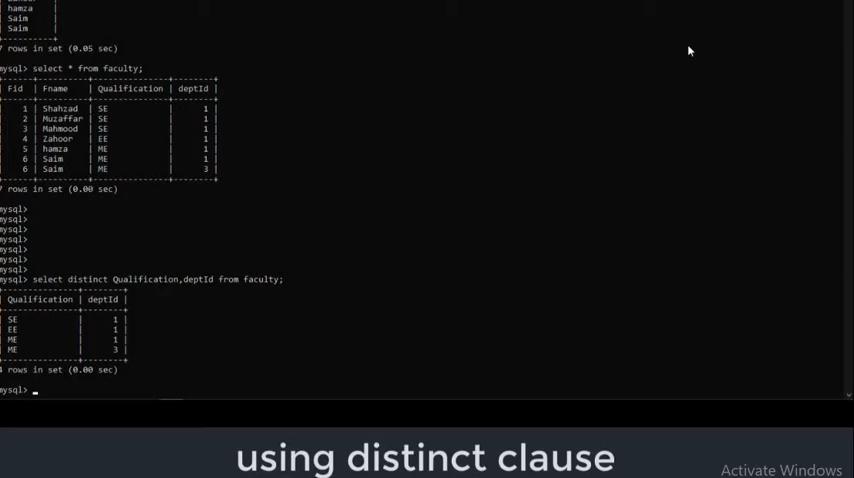 hamza |
Saim |
Saim |
----------+
7 rows in set (0.05 sec)
mysql> select * from faculty;
------+----------+---------------+--------+
Fid | Fname | Qualification | deptId |
------+----------+---------------+--------+
1 | Shahzad | SE | 1 |
2 | Muzaffar | SE | 1 |
3 | Mahmood | SE | 1 |
4 | Zahoor | EE | 1 |
5 | hamza | ME | 1 |
6 | Saim | ME | 1 |
6 | Saim | ME | 3 |
------+----------+---------------+--------+
7 rows in set (0.00 sec)
mysql>
mysql>
mysql>
mysql>
mysql>
mysql>
mysql>
mysql> select distinct Qualification,deptId from faculty;
---------------+--------+
Qualification | deptId |
---------------+--------+
SE | 1 |
EE | 1 |
ME | 1 |
ME | 3 |
---------------+--------+
4 rows in set (0.00 sec)
mysql>
using distinct clause
Activate Windows